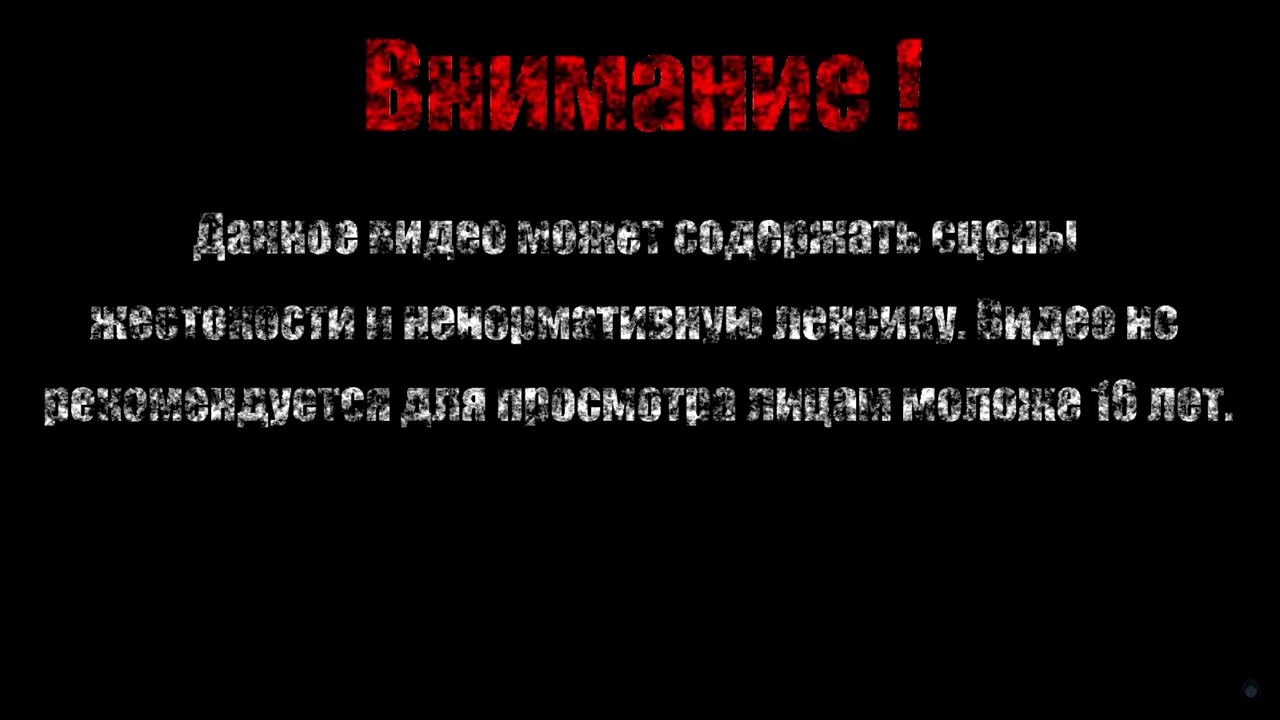 Внимание !
Данное видео может содержать сцены
жестокости и ненормативную лексику. Видео не
рекомендуется для просмотра лицам моложе 16 лет.